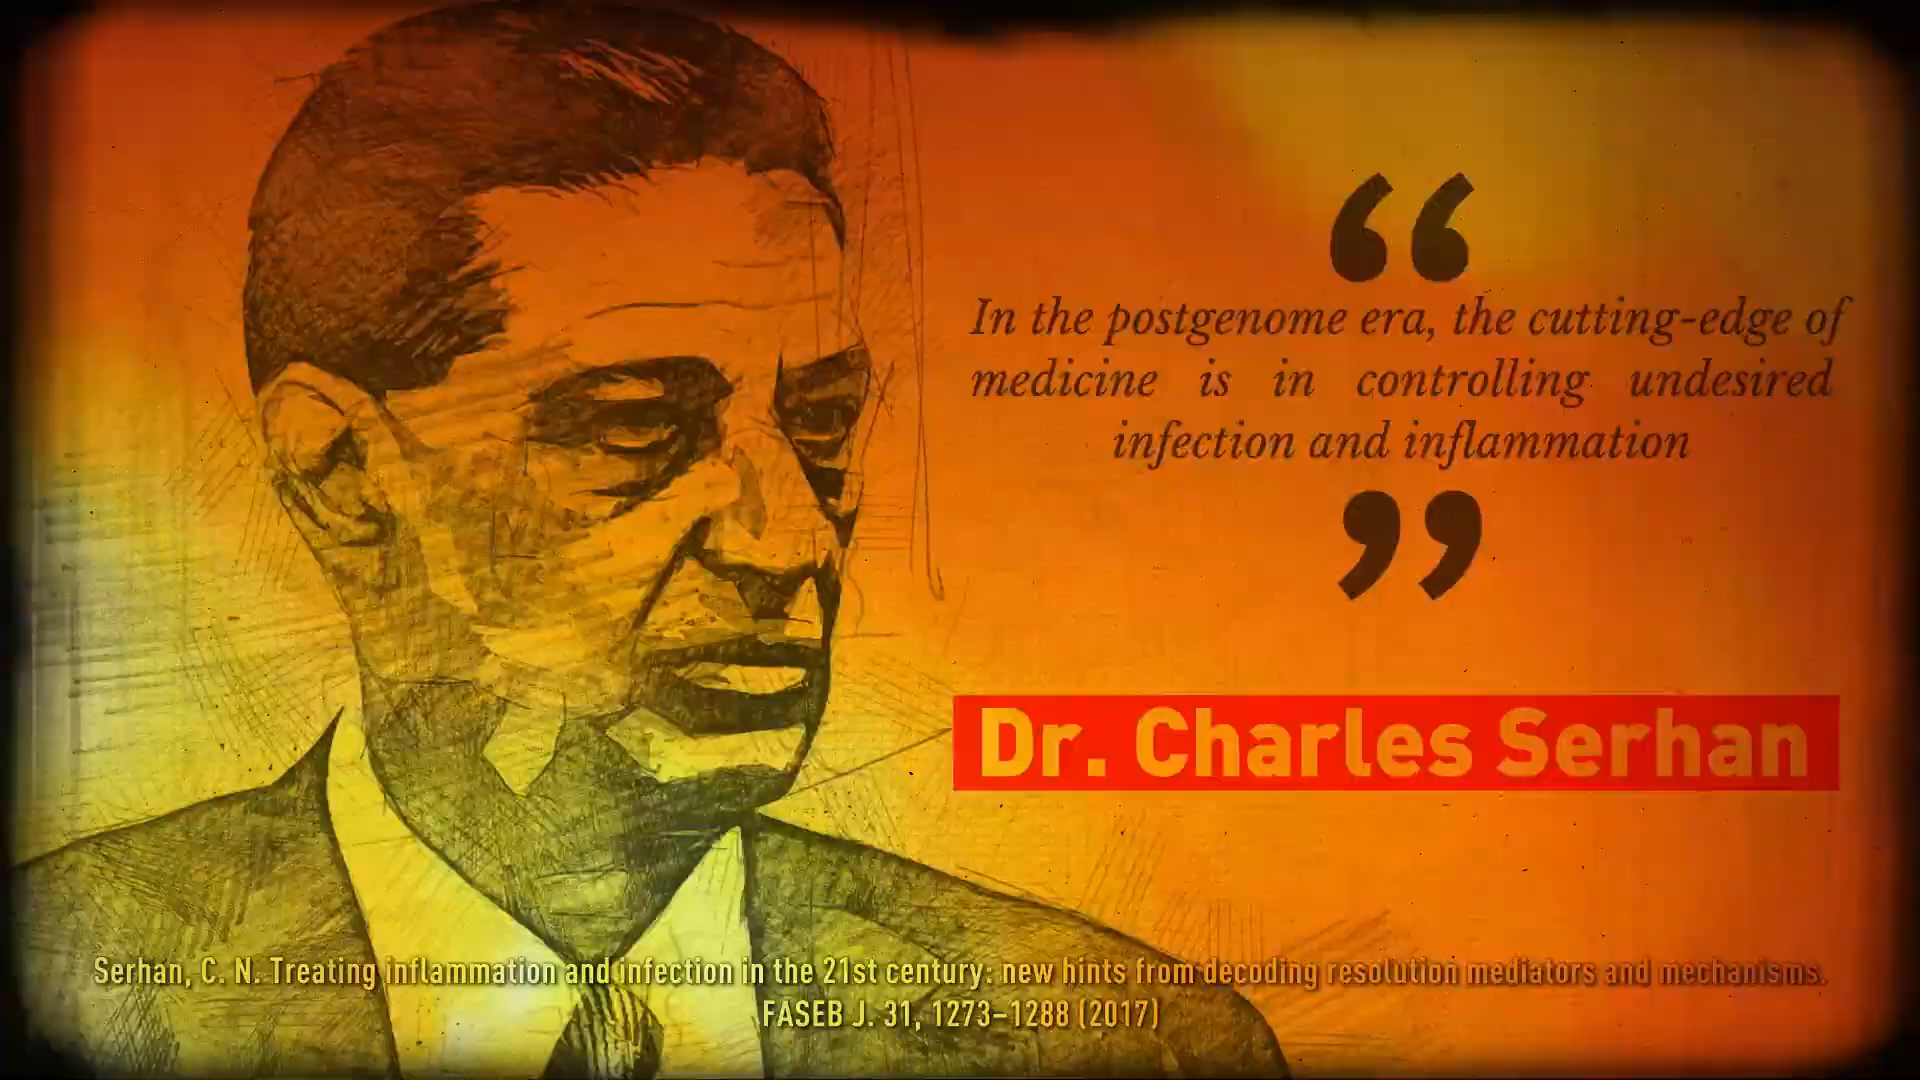 “
In the postgenome era, the cutting-edge of
medicine is in controlling undesired
infection and inflammation
”
Dr. Charles Serhan
Serhan, C. N. Treating inflammation and infection in the 21st century: new hints from decoding resolution mediators and mechanisms.
FASEB J. 31, 1273–1288 (2017)